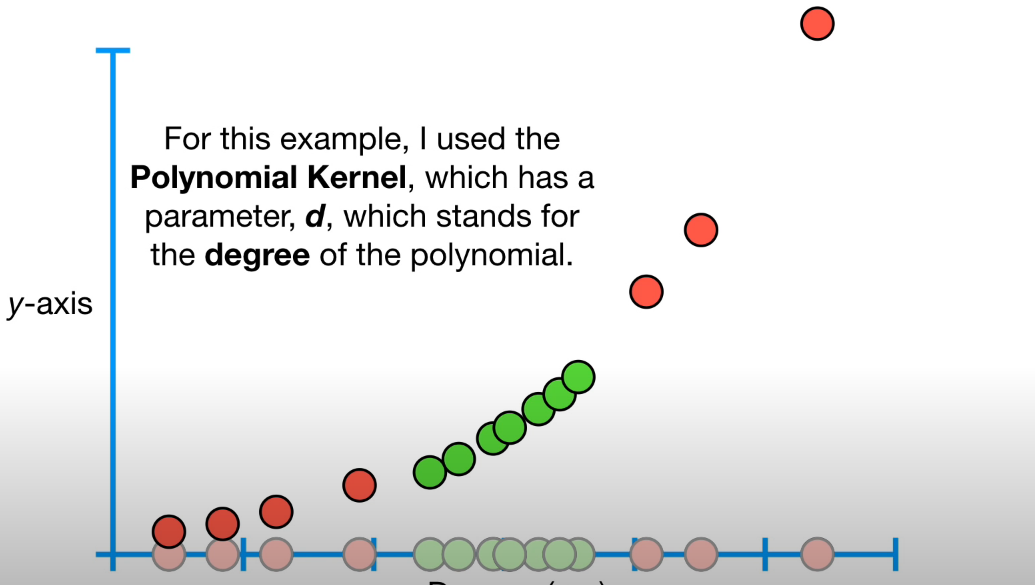 For this example, I used the
Polynomial Kernel, which has a
parameter, d, which stands for
the degree of the polynomial.
y-axis